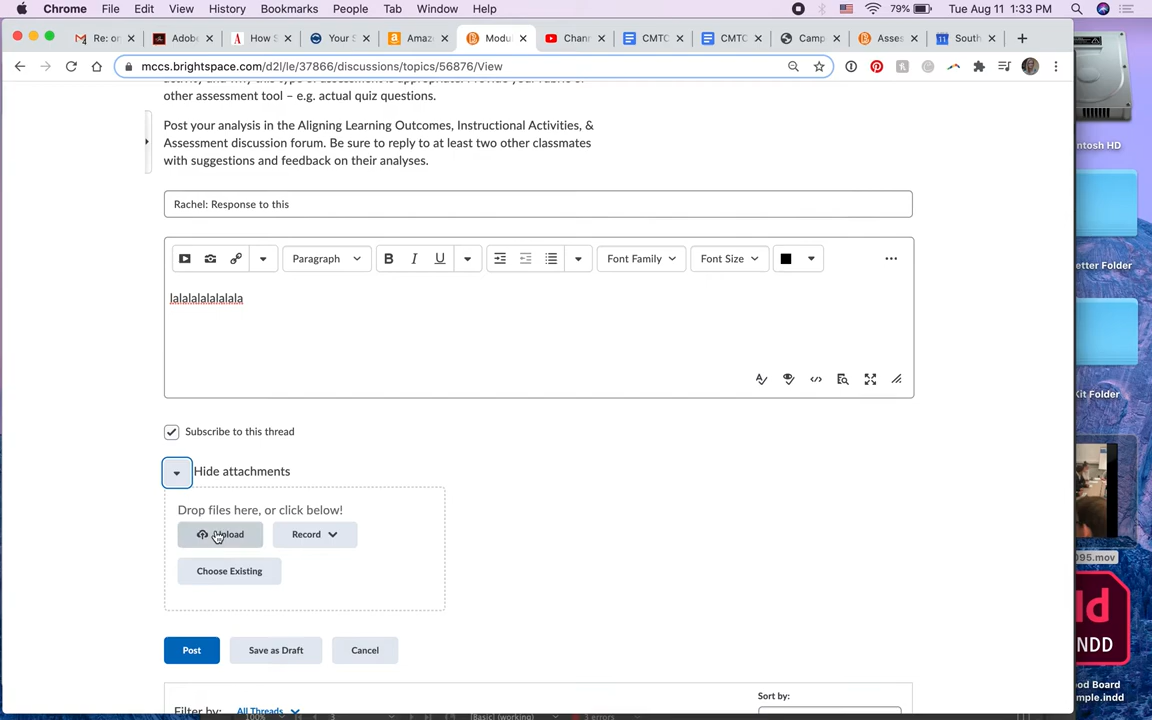 Chrome File Edit View History Bookmarks People Tab Window Help 79% Tue Aug 11 1:33 PM
Re: or Adobe How S Your S Amaz Modu Chann CMTC CMTC Camp Asses South
mccs.brightspace.com/d2l/le/37866/discussions/topics/56876/View
other assessment tool – e.g. actual quiz questions.
Post your analysis in the Aligning Learning Outcomes, Instructional Activities, &
Assessment discussion forum. Be sure to reply to at least two other classmates
with suggestions and feedback on their analyses.
ntosh HD
Rachel: Response to this
Paragraph B I U Font Family Font Size
etter Folder
lalalalalalalala
Kit Folder
Subscribe to this thread
Hide attachments
Drop files here, or click below!
Upload Record
Choose Existing
095.mov
INDD
Post Save as Draft Cancel
ood Board
mple.indd
Filter by: All Threads
Sort by: